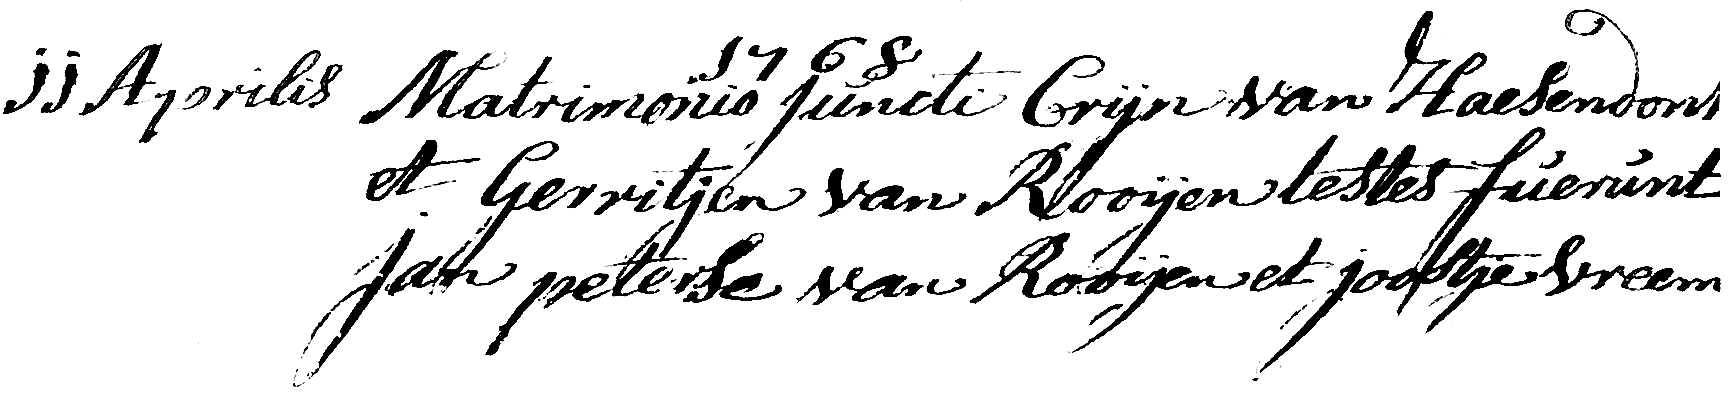 1768
jj Aprilis Matrimonio juncti Crijn van Haesendonk
et Gerritjen van Rooijen testes fuerunt
jan peterse van Rooijen et joostje vreem